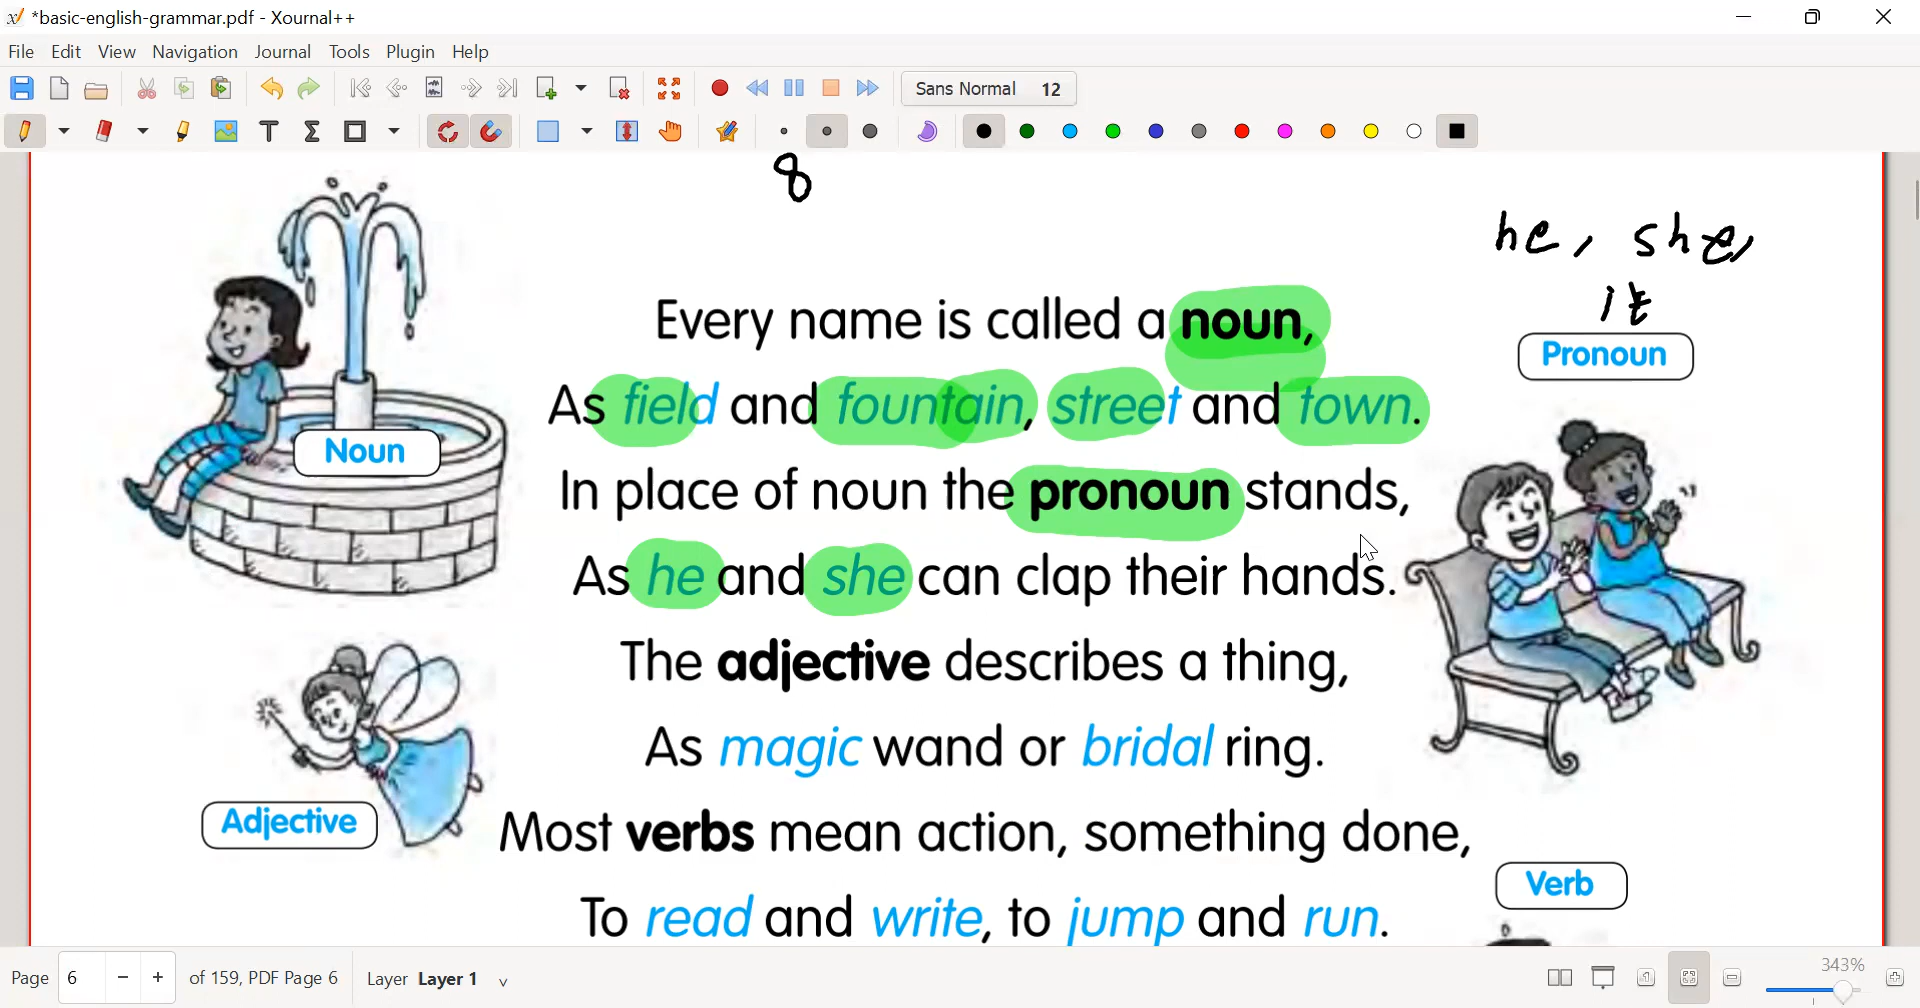 *basic-english-grammar.pdf - Xournal++
File Edit View Navigation Journal Tools Plugin Help
Sans Normal 12
8
he, she,
it
Every name is called a noun,
Pronoun
As field and fountain, street and town.
Noun
In place of noun the pronoun stands,
As he and she can clap their hands.
The adjective describes a thing,
As magic wand or bridal ring.
Adjective
Most verbs mean action, something done,
Verb
To read and write, to jump and run.
Page 6 of 159, PDF Page 6 Layer Layer 1 343%